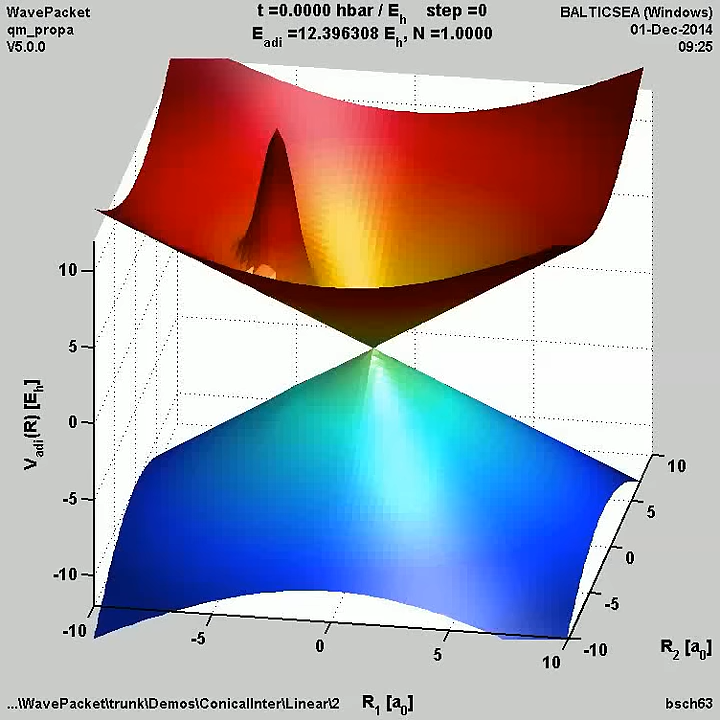 WavePacket
qm_propa
V5.0.0
t =0.0000 hbar / E_h step =0
E_adi =12.396308 E_h, N =1.0000
BALTICSEA (Windows)
01-Dec-2014
09:25
V_adi(R) [E_h]
10
5
0
-5
-10
-10
-5
0
5
10
R_1 [a_0]
-10
-5
0
5
10
R_2 [a_0]
...\WavePacket\trunk\Demos\ConicalInter\Linear\2
bsch63